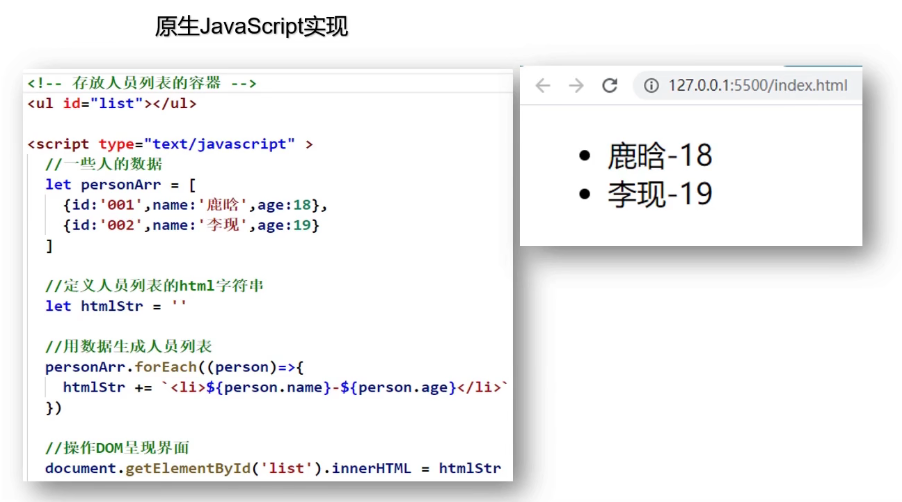 原生JavaScript实现
<!-- 存放人员列表的容器 -->
<ul id="list"></ul>
<script type="text/javascript" >
//一些人的数据
let personArr = [
{id:'001',name:'鹿晗',age:18},
{id:'002',name:'李现',age:19}
]
//定义人员列表的html字符串
let htmlStr = ''
//用数据生成人员列表
personArr.forEach((person)=>{
htmlStr += `<li>${person.name}-${person.age}</li>`
})
//操作DOM呈现界面
document.getElementById('list').innerHTML = htmlStr
127.0.0.1:5500/index.html
鹿晗-18
李现-19